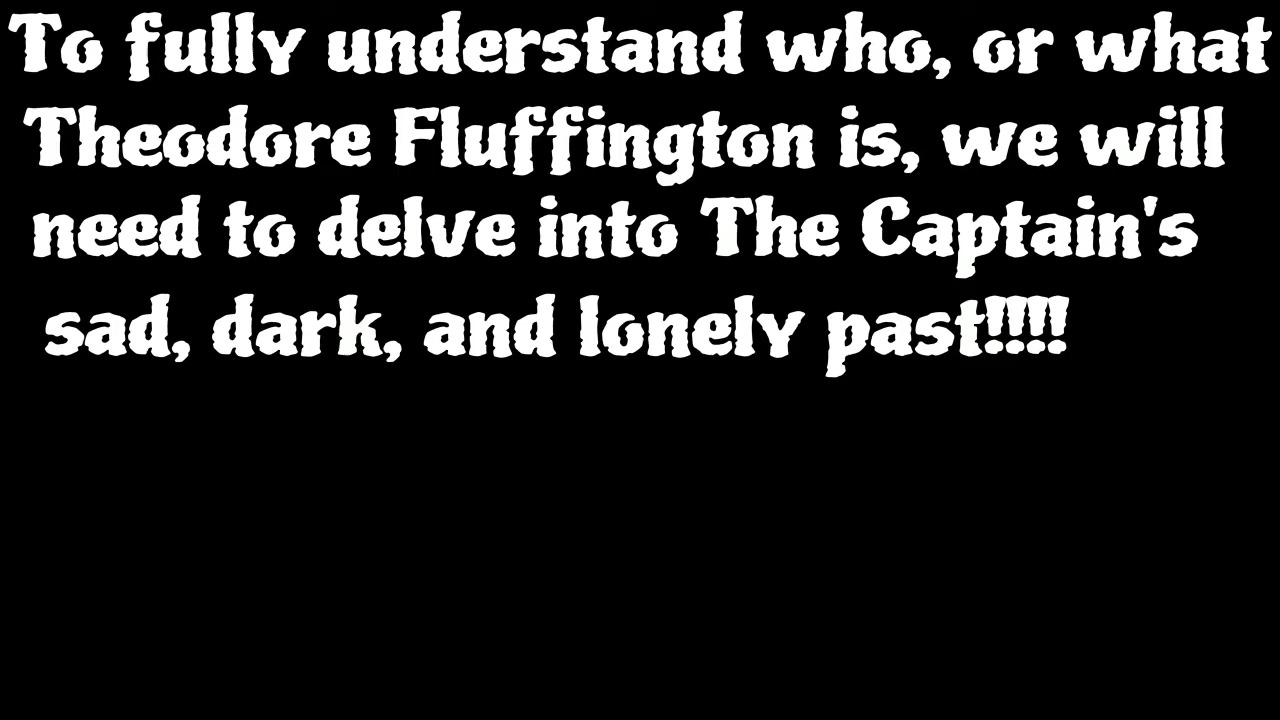 To fully understand who, or what
Theodore Fluffington is, we will
need to delve into The Captain's
sad, dark, and lonely past!!!!